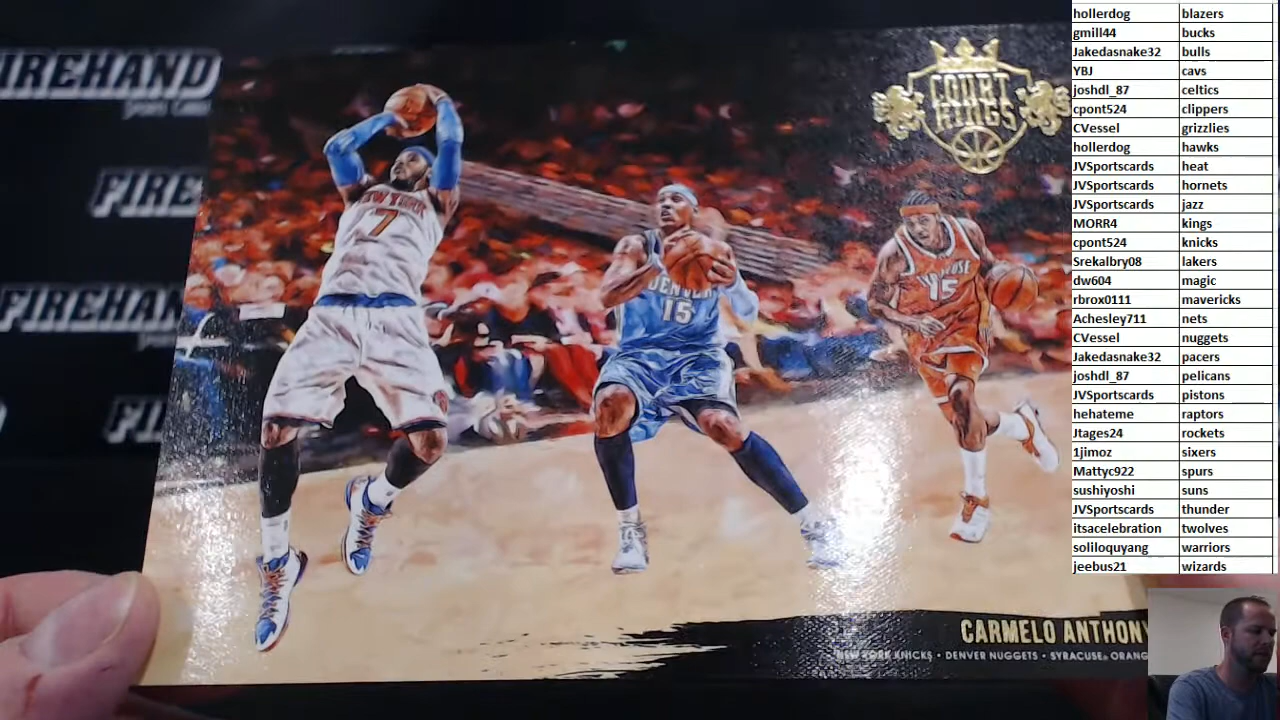 IREHAND
FIRE
FIREHAN
FI
COURT
KINGS
NEW YORK
7
DENVER
15
15
CARMELO ANTHONY
NEW YORK KNICKS • DENVER NUGGETS • SYRACUSE ORANG
hollerdog blazers
gmill44 bucks
Jakedasnake32 bulls
YBJ cavs
joshdl_87 celtics
cpont524 clippers
CVessel grizzlies
hollerdog hawks
JVSportscards heat
JVSportscards hornets
JVSportscards jazz
MORR4 kings
cpont524 knicks
Srekalbry08 lakers
dw604 magic
rbrox0111 mavericks
Achesley711 nets
CVessel nuggets
Jakedasnake32 pacers
joshdl_87 pelicans
JVSportscards pistons
hehateme raptors
Jtages24 rockets
1jimoz sixers
Mattyc922 spurs
sushiyoshi suns
JVSportscards thunder
itsacelebration twolves
soliloquyang warriors
jeebus21 wizards